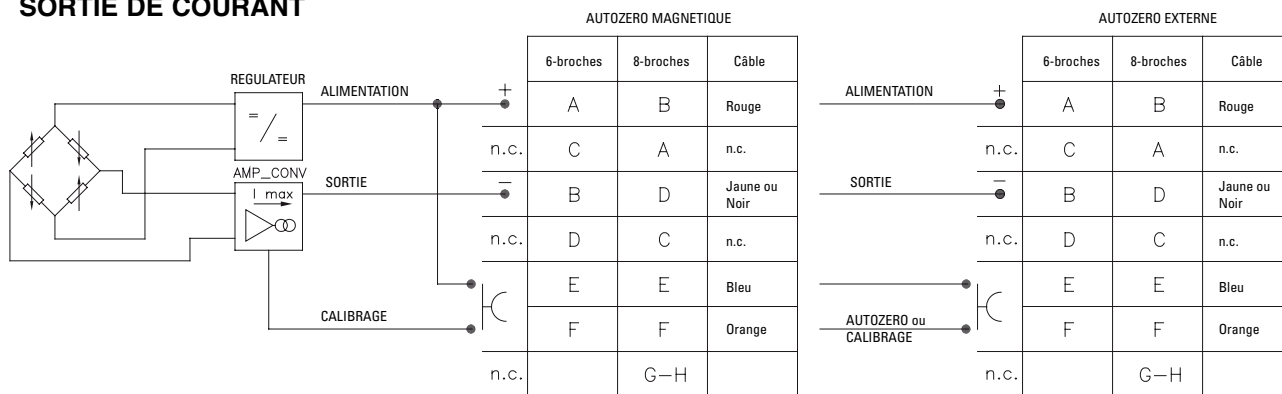 SORTIE DE COURANT
AUTOZERO MAGNETIQUE
6-broches 8-broches Câble
REGULATEUR
= / =
AMP_CONV
I max
ALIMENTATION
SORTIE
CALIBRAGE
+ A B Rouge
n.c. C A n.c.
− B D Jaune ou
Noir
n.c. D C n.c.
E E Bleu
F F Orange
n.c. G–H
AUTOZERO EXTERNE
6-broches 8-broches Câble
ALIMENTATION + A B Rouge
n.c. C A n.c.
SORTIE − B D Jaune ou
Noir
n.c. D C n.c.
E E Bleu
AUTOZERO ou
CALIBRAGE
F F Orange
n.c. G–H